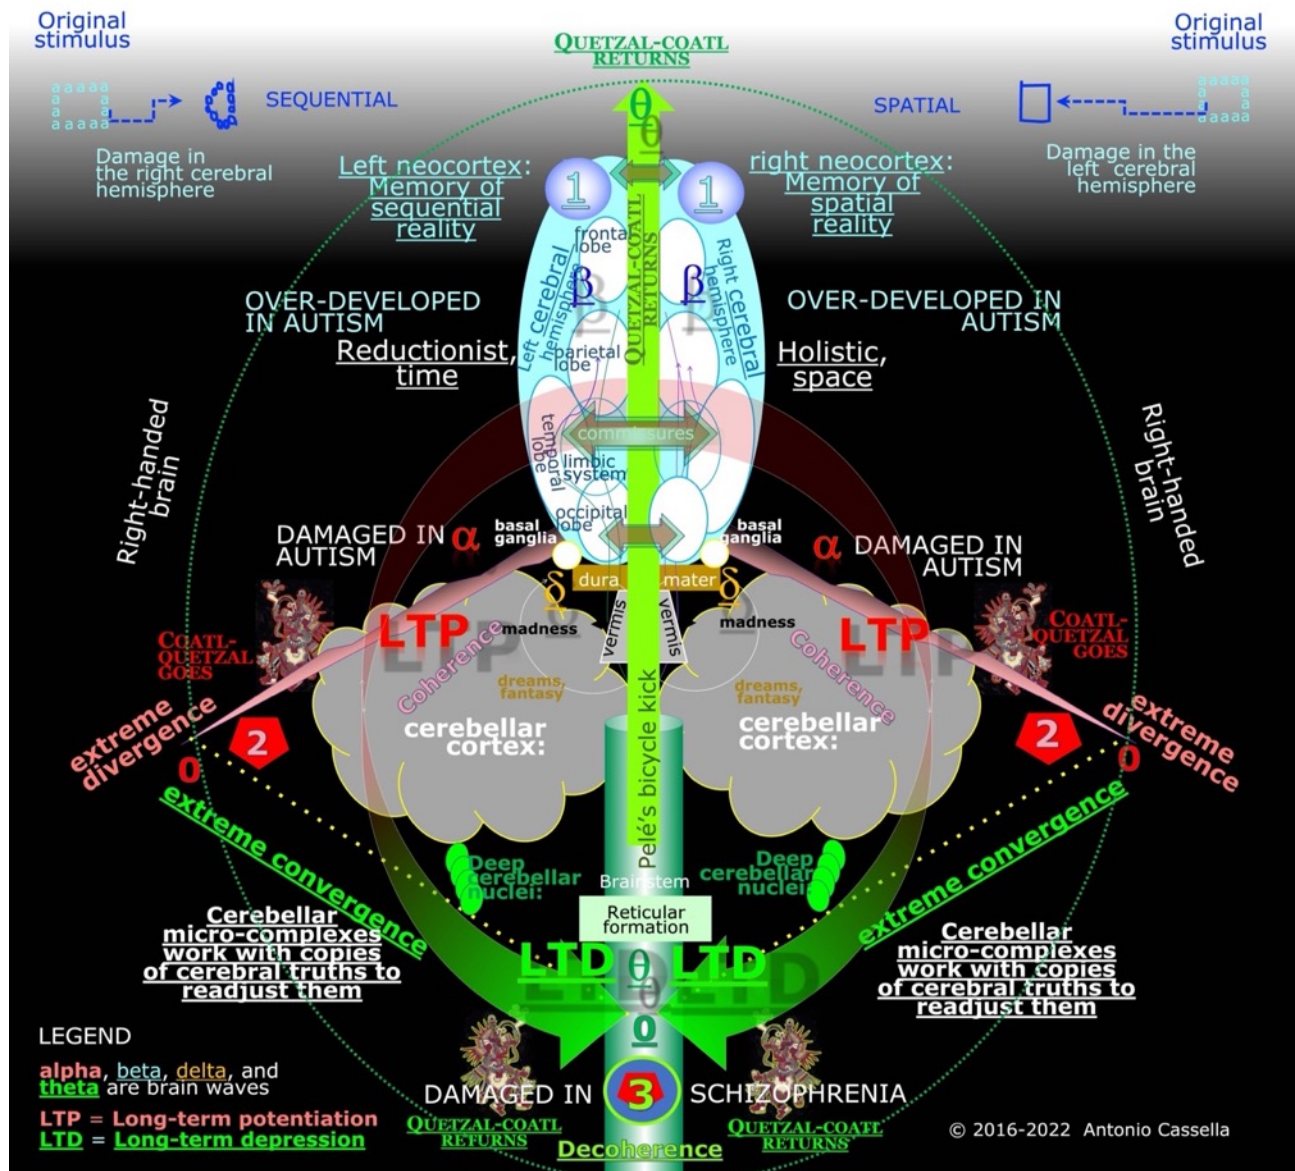 Original
stimulus
a a a a a
a a
a a
a a a a a
SEQUENTIAL
Damage in
the right cerebral
hemisphere
QUETZAL-COATL
RETURNS
Original
stimulus
a a a a a
a a
a a
a a a a a
SPATIAL
Damage in the
left cerebral
hemisphere
θ
Left neocortex:
Memory of
sequential
reality
right neocortex:
Memory of
spatial
reality
1
1
QUETZAL-COATL
RETURNS
frontal
lobe
Left cerebral
hemisphere
Right cerebral
hemisphere
β
β
OVER-DEVELOPED
IN AUTISM
OVER-DEVELOPED IN
AUTISM
Reductionist,
time
Holistic,
space
parietal
lobe
commissures
temporal
lobe
limbic
system
occipital
lobe
Right-handed
brain
Right-handed
brain
DAMAGED IN
AUTISM
α
basal
ganglia
basal
ganglia
α
DAMAGED IN
AUTISM
dura
mater
δ
δ
vermis
vermis
madness
madness
LTP
LTP
Coherence
Coherence
dreams,
fantasy
dreams,
fantasy
cerebellar
cortex:
cerebellar
cortex:
COATL-
QUETZAL
GOES
COATL-
QUETZAL
GOES
extreme
divergence
extreme
divergence
2
2
0
0
Pelé's bicycle kick
extreme convergence
extreme convergence
Deep
cerebellar
nuclei:
Deep
cerebellar
nuclei:
Brainstem
Reticular
formation
Cerebellar
micro-complexes
work with copies
of cerebral truths to
readjust them
Cerebellar
micro-complexes
work with copies
of cerebral truths to
readjust them
LTD
θ
LTD
0
LEGEND
alpha, beta, delta, and
theta are brain waves
LTP = Long-term potentiation
LTD = Long-term depression
DAMAGED IN
3
SCHIZOPHRENIA
QUETZAL-COATL
RETURNS
QUETZAL-COATL
RETURNS
Decoherence
© 2016-2022 Antonio Cassella